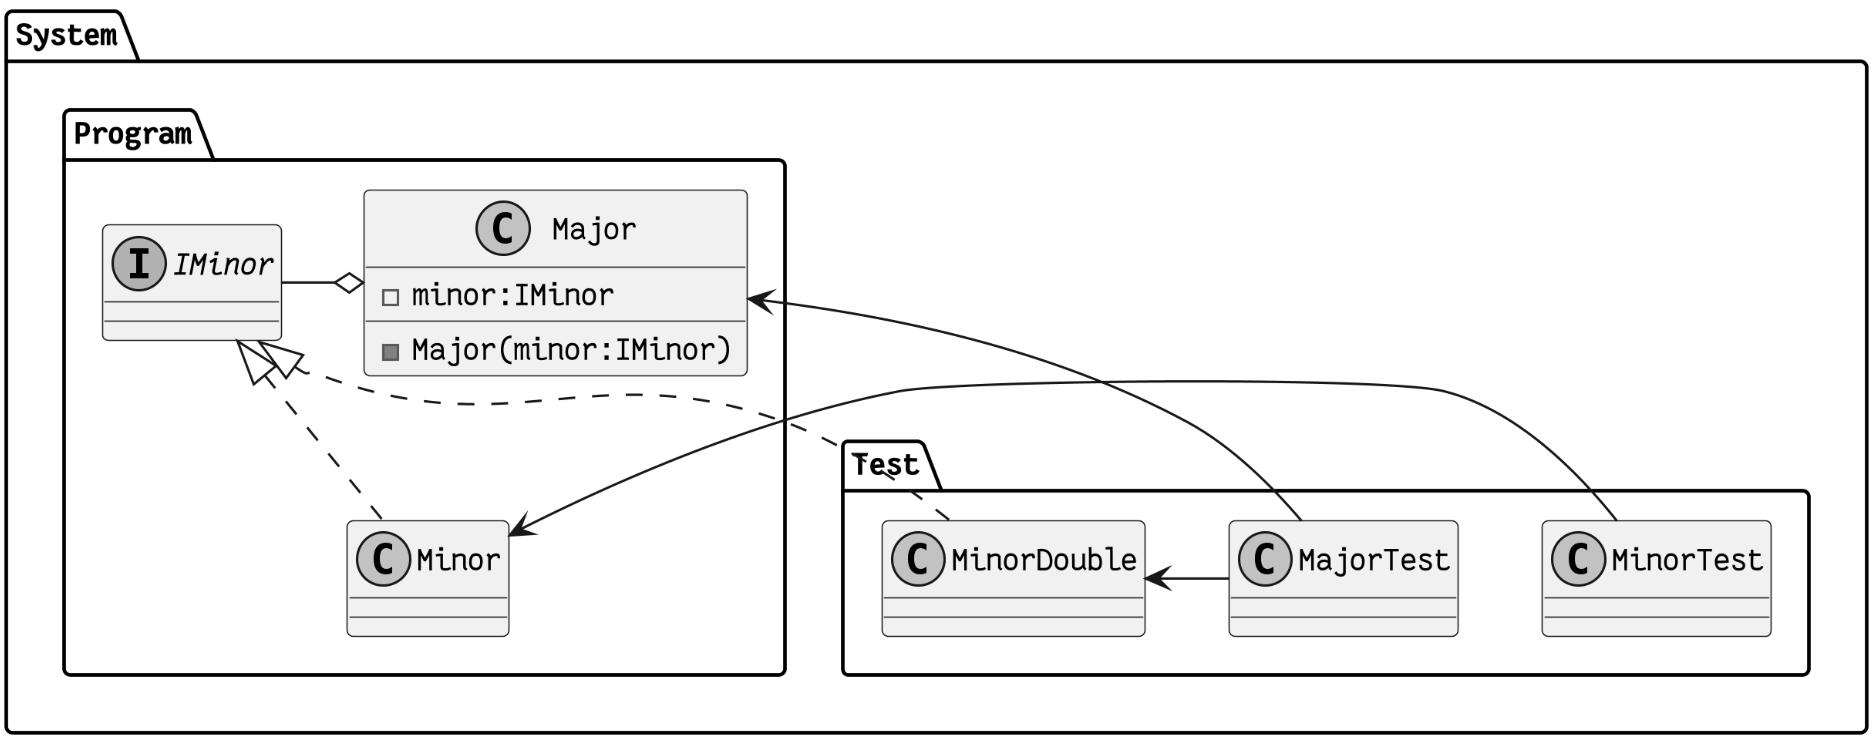 System
Program
C Major
I IMinor
minor:IMinor
Major(minor:IMinor)
Test
C Minor
C MinorDouble
C MajorTest
C MinorTest